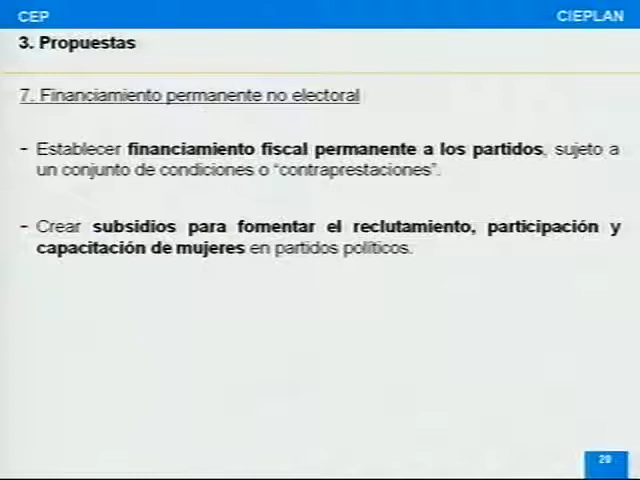 CEP
CIEPLAN
3. Propuestas
7. Financiamiento permanente no electoral
- Establecer financiamiento fiscal permanente a los partidos, sujeto a
un conjunto de condiciones o "contraprestaciones".
- Crear subsidios para fomentar el reclutamiento, participación y
capacitación de mujeres en partidos políticos.
20